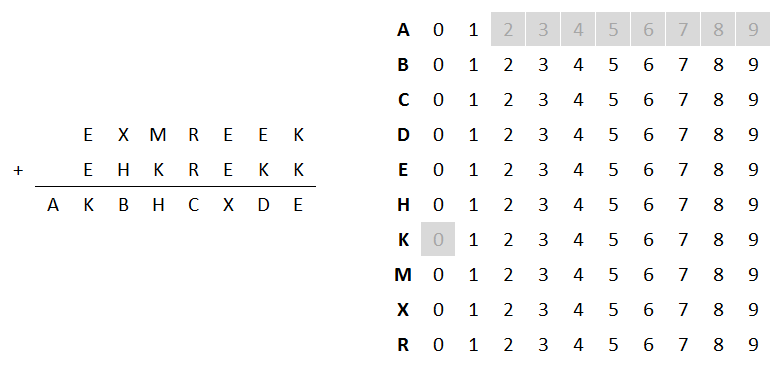 E X M R E E K
+ E H K R E K K
A K B H C X D E
A 0 1 2 3 4 5 6 7 8 9
B 0 1 2 3 4 5 6 7 8 9
C 0 1 2 3 4 5 6 7 8 9
D 0 1 2 3 4 5 6 7 8 9
E 0 1 2 3 4 5 6 7 8 9
H 0 1 2 3 4 5 6 7 8 9
K 0 1 2 3 4 5 6 7 8 9
M 0 1 2 3 4 5 6 7 8 9
X 0 1 2 3 4 5 6 7 8 9
R 0 1 2 3 4 5 6 7 8 9